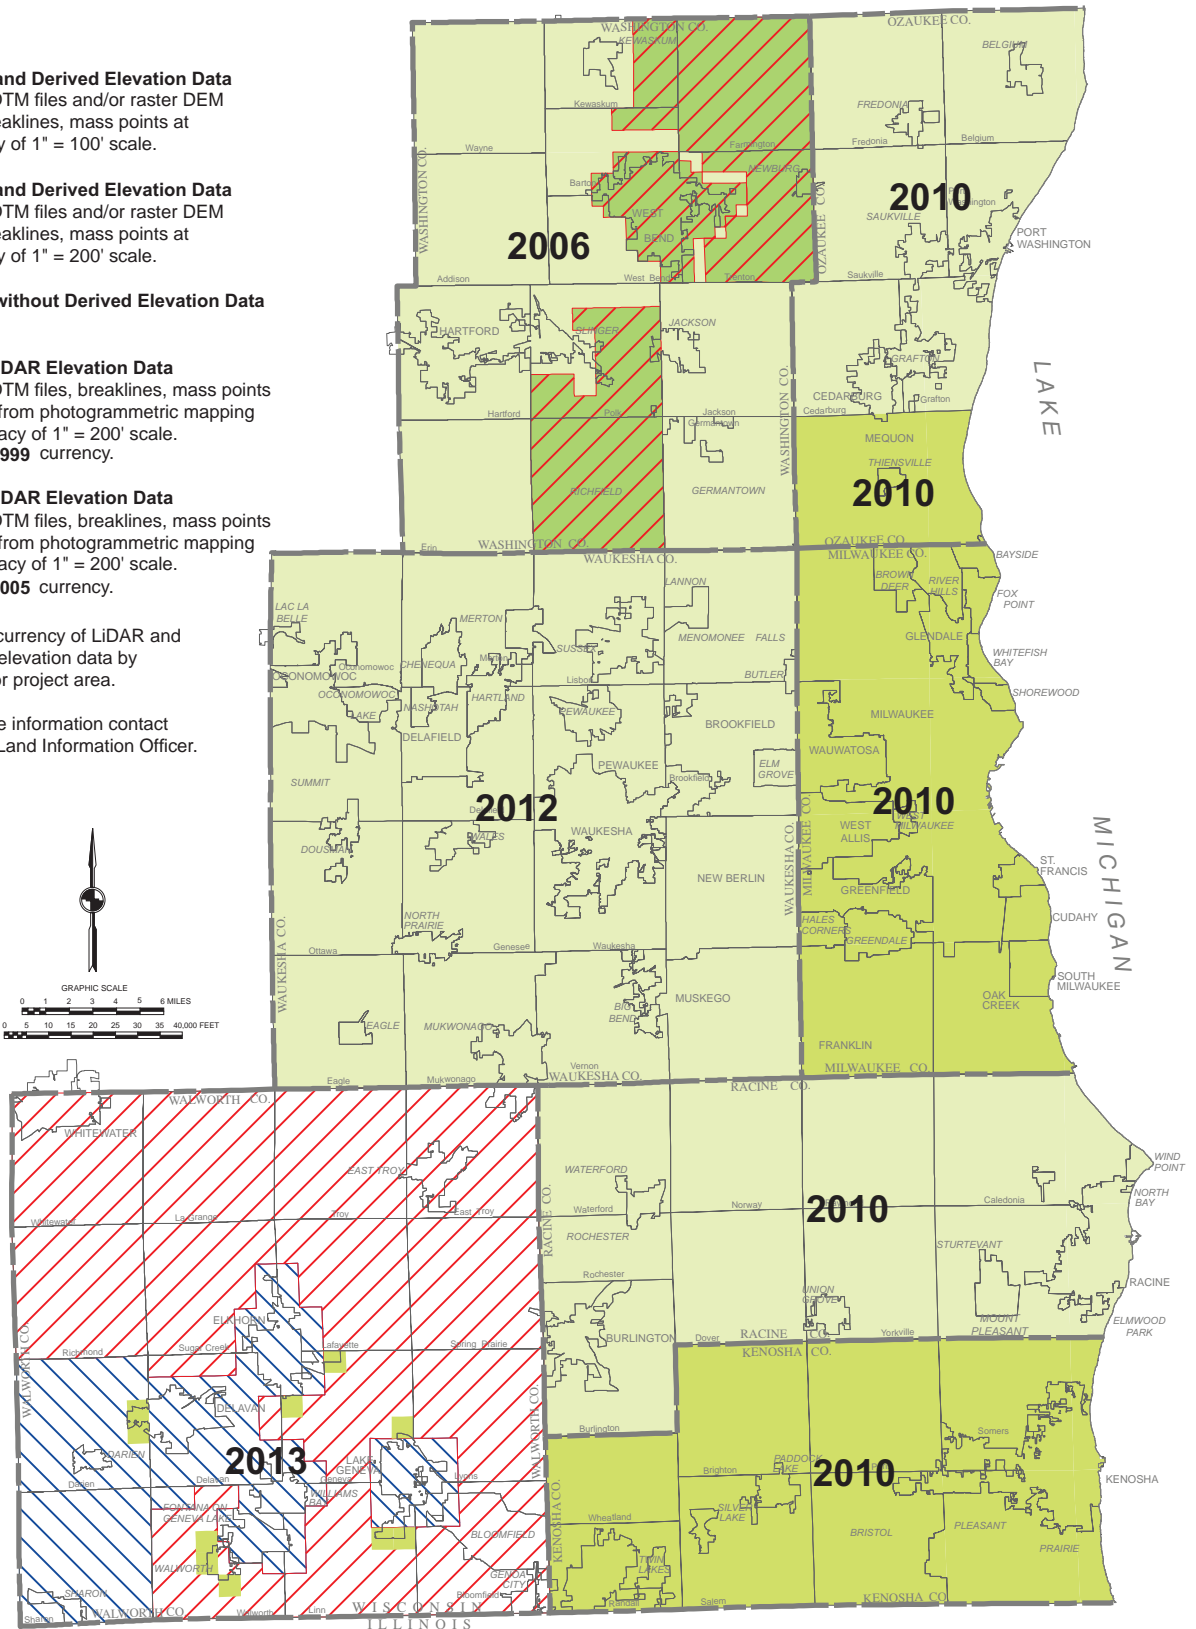 and Derived Elevation Data
DTM files and/or raster DEM
eaklines, mass points at
y of 1" = 100' scale.
and Derived Elevation Data
DTM files and/or raster DEM
eaklines, mass points at
y of 1" = 200' scale.
without Derived Elevation Data
iDAR Elevation Data
DTM files, breaklines, mass points
from photogrammetric mapping
acy of 1" = 200' scale.
999 currency.
iDAR Elevation Data
DTM files, breaklines, mass points
from photogrammetric mapping
acy of 1" = 200' scale.
005 currency.
currency of LiDAR and
elevation data by
or project area.
e information contact
Land Information Officer.
GRAPHIC SCALE
0 1 2 3 4 5 6 MILES
0 5 10 15 20 25 30 35 40,000 FEET
WASHINGTON CO.
KEWASKUM
Kewaskum
Wayne
Farmington
WASHINGTON CO.
Barton
NEWBURG
WEST
BEND
2006
Addison
West Bend
Trenton
OZAUKEE CO.
BELGIUM
FREDONIA
Fredonia
Belgium
2010
Port
Washington
SAUKVILLE
PORT
WASHINGTON
OZAUKEE CO.
Saukville
HARTFORD
SLINGER
JACKSON
GRAFTON
CEDARBURG
Grafton
Cedarburg
Hartford
Polk
Jackson
Germantown
WASHINGTON CO.
RICHFIELD
GERMANTOWN
Erin
WASHINGTON CO.
MEQUON
THIENSVILLE
2010
OZAUKEE CO.
LAKE
MICHIGAN
WAUKESHA CO.
LANNON
LAC LA
BELLE
MERTON
SUSSEX
MENOMONEE FALLS
Oconomowoc
OCONOMOWOC
CHENEQUA
Merton
Lisbon
BUTLER
OCONOMOWOC
LAKE
NASHOTAH
HARTLAND
PEWAUKEE
DELAFIELD
BROOKFIELD
PEWAUKEE
Brookfield
ELM
GROVE
SUMMIT
2012
Delafield
WALES
DOUSMAN
WAUKESHA
NEW BERLIN
NORTH
PRAIRIE
Ottawa
Genesee
Waukesha
WAUKESHA CO.
WAUKESHA CO.
MUSKEGO
BIG
BEND
EAGLE
MUKWONAGO
Vernon
Eagle
Mukwonago
WAUKESHA CO.
MILWAUKEE CO.
BAYSIDE
BROWN
DEER
RIVER
HILLS
FOX
POINT
GLENDALE
WHITEFISH
BAY
SHOREWOOD
MILWAUKEE
WAUWATOSA
2010
WEST
MILWAUKEE
WEST
ALLIS
MILWAUKEE CO.
ST.
FRANCIS
GREENFIELD
CUDAHY
HALES
CORNERS
GREENDALE
SOUTH
MILWAUKEE
OAK
CREEK
FRANKLIN
MILWAUKEE CO.
WALWORTH CO.
WHITEWATER
EAST TROY
Whitewater
La Grange
Troy
East Troy
ELKHORN
Richmond
Sugar Creek
Lafayette
Spring Prairie
WALWORTH CO.
DELAVAN
2013
DARIEN
Darien
Delavan
LAKE
GENEVA
Geneva
Lyons
WILLIAMS
BAY
FONTANA ON
GENEVA LAKE
BLOOMFIELD
WALWORTH
GENOA
CITY
SHARON
Sharon
WALWORTH CO.
Walworth
Linn
Bloomfield
WALWORTH CO.
WISCONSIN
ILLINOIS
RACINE CO.
RACINE CO.
WATERFORD
Waterford
Norway
Caledonia
WIND
POINT
NORTH
BAY
2010
ROCHESTER
Rochester
STURTEVANT
UNION
GROVE
RACINE
BURLINGTON
MOUNT
PLEASANT
ELMWOOD
PARK
Dover
RACINE CO.
Yorkville
Burlington
KENOSHA CO.
Somers
PADDOCK
LAKE
Brighton
2010
KENOSHA
SILVER
LAKE
Wheatland
BRISTOL
PLEASANT
PRAIRIE
TWIN
LAKES
KENOSHA CO.
Randall
Salem
KENOSHA CO.